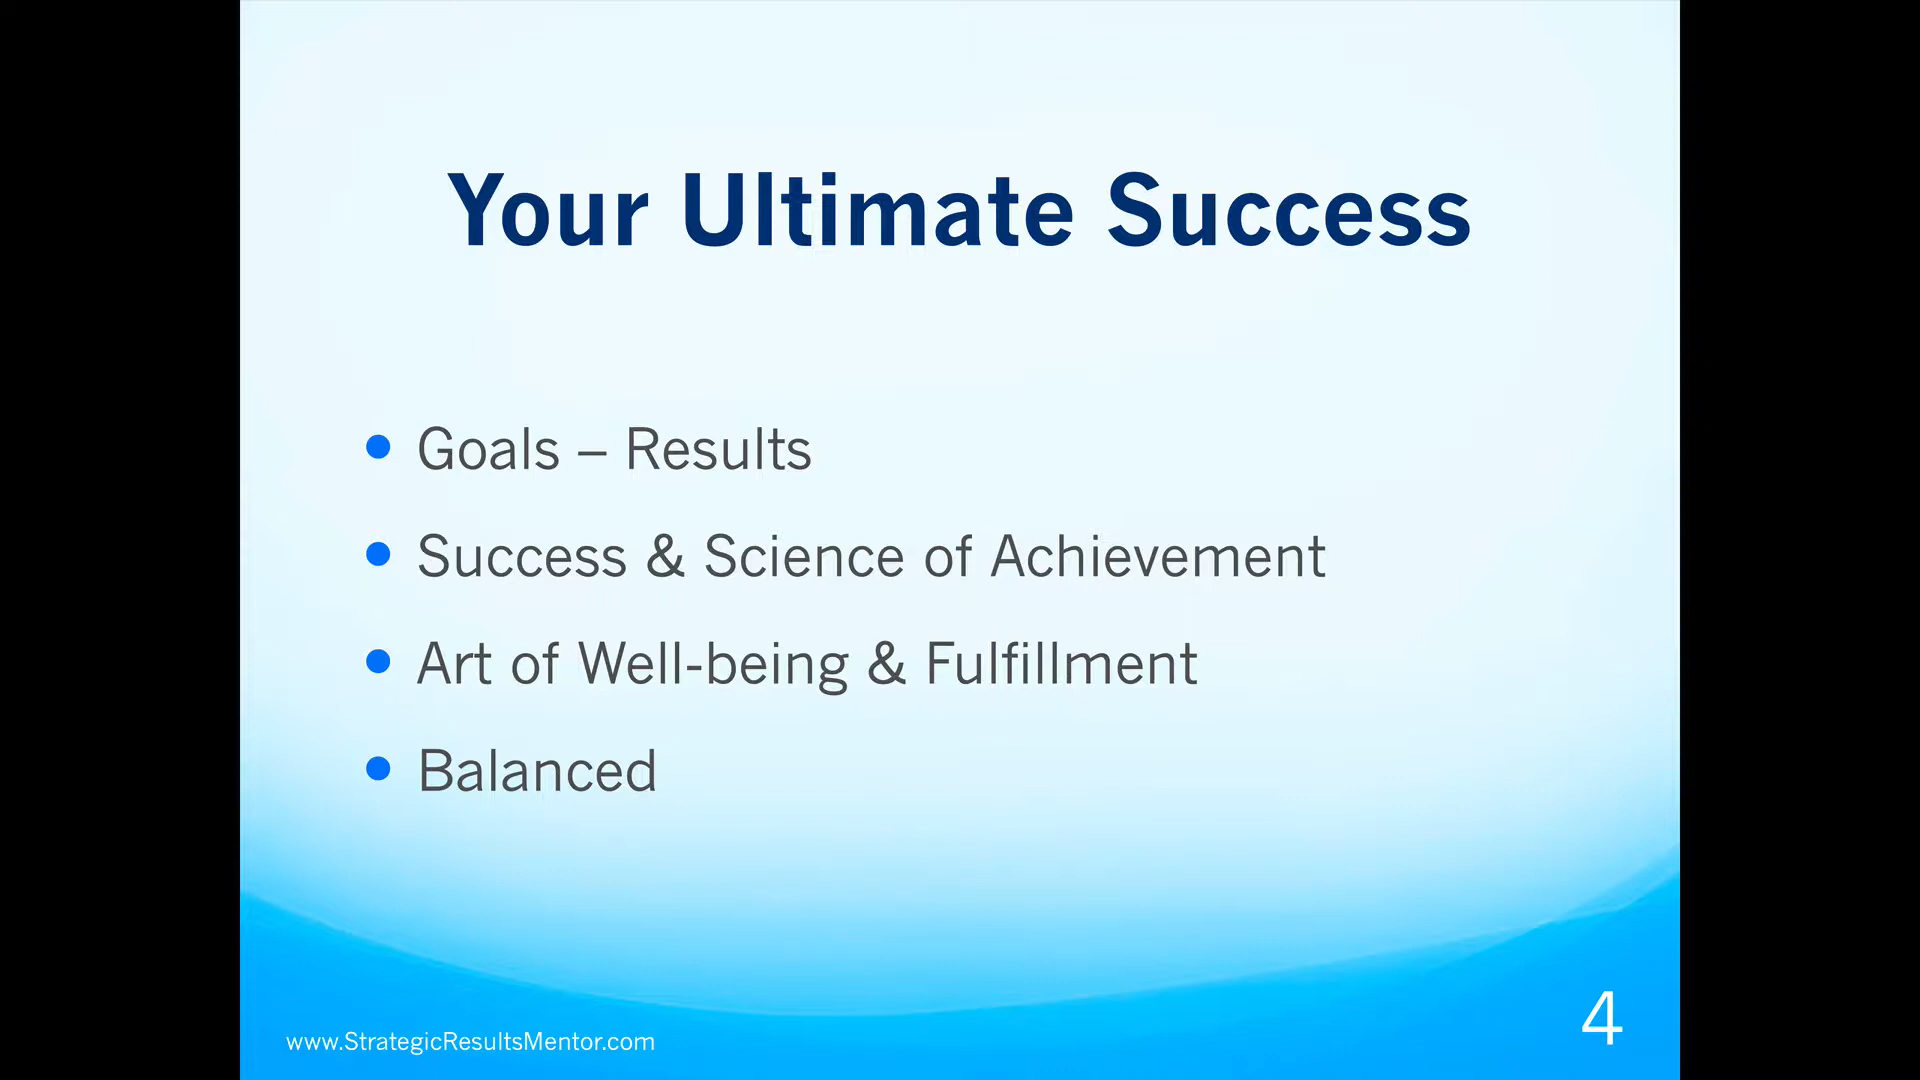 Your Ultimate Success
• Goals – Results
• Success & Science of Achievement
• Art of Well-being & Fulfillment
• Balanced
www.StrategicResultsMentor.com
4